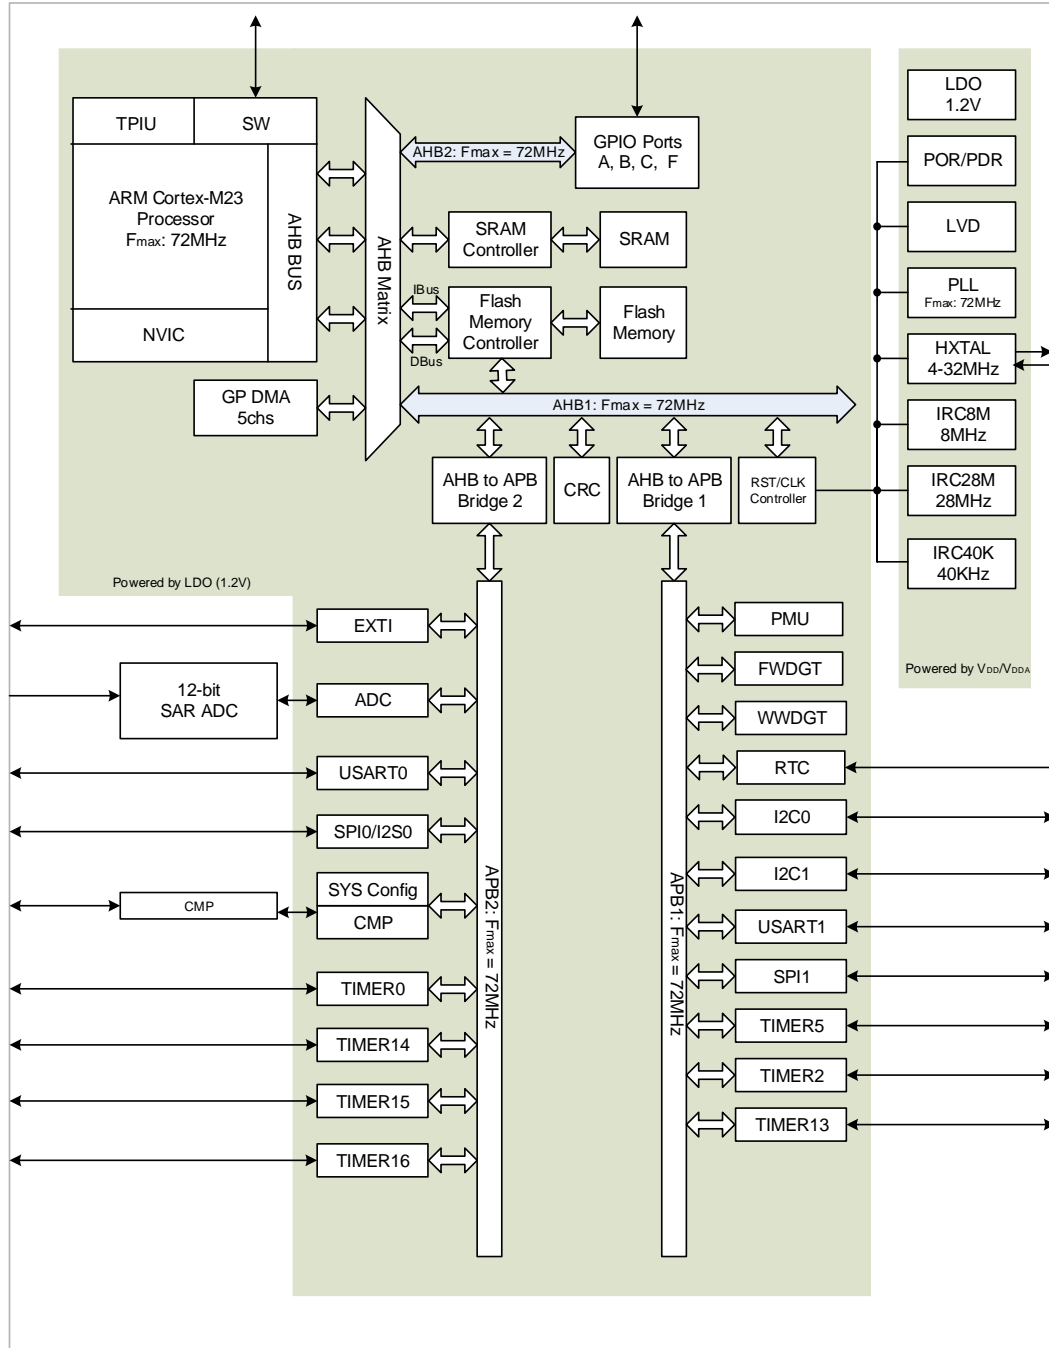 TPIU
SW
ARM Cortex-M23
Processor
Fmax: 72MHz
AHB BUS
NVIC
GP DMA
5chs
AHB Matrix
AHB2: Fmax = 72MHz
GPIO Ports
A, B, C, F
SRAM
Controller
SRAM
IBus
DBus
Flash
Memory
Controller
Flash
Memory
AHB1: Fmax = 72MHz
AHB to APB
Bridge 2
CRC
AHB to APB
Bridge 1
RST/CLK
Controller
Powered by LDO (1.2V)
LDO
1.2V
POR/PDR
LVD
PLL
Fmax: 72MHz
HXTAL
4-32MHz
IRC8M
8MHz
IRC28M
28MHz
IRC40K
40KHz
Powered by VDD/VDDA
EXTI
12-bit
SAR ADC
ADC
USART0
SPI0/I2S0
CMP
SYS Config
CMP
TIMER0
TIMER14
TIMER15
TIMER16
APB2: Fmax = 72MHz
APB1: Fmax = 72MHz
PMU
FWDGT
WWDGT
RTC
I2C0
I2C1
USART1
SPI1
TIMER5
TIMER2
TIMER13